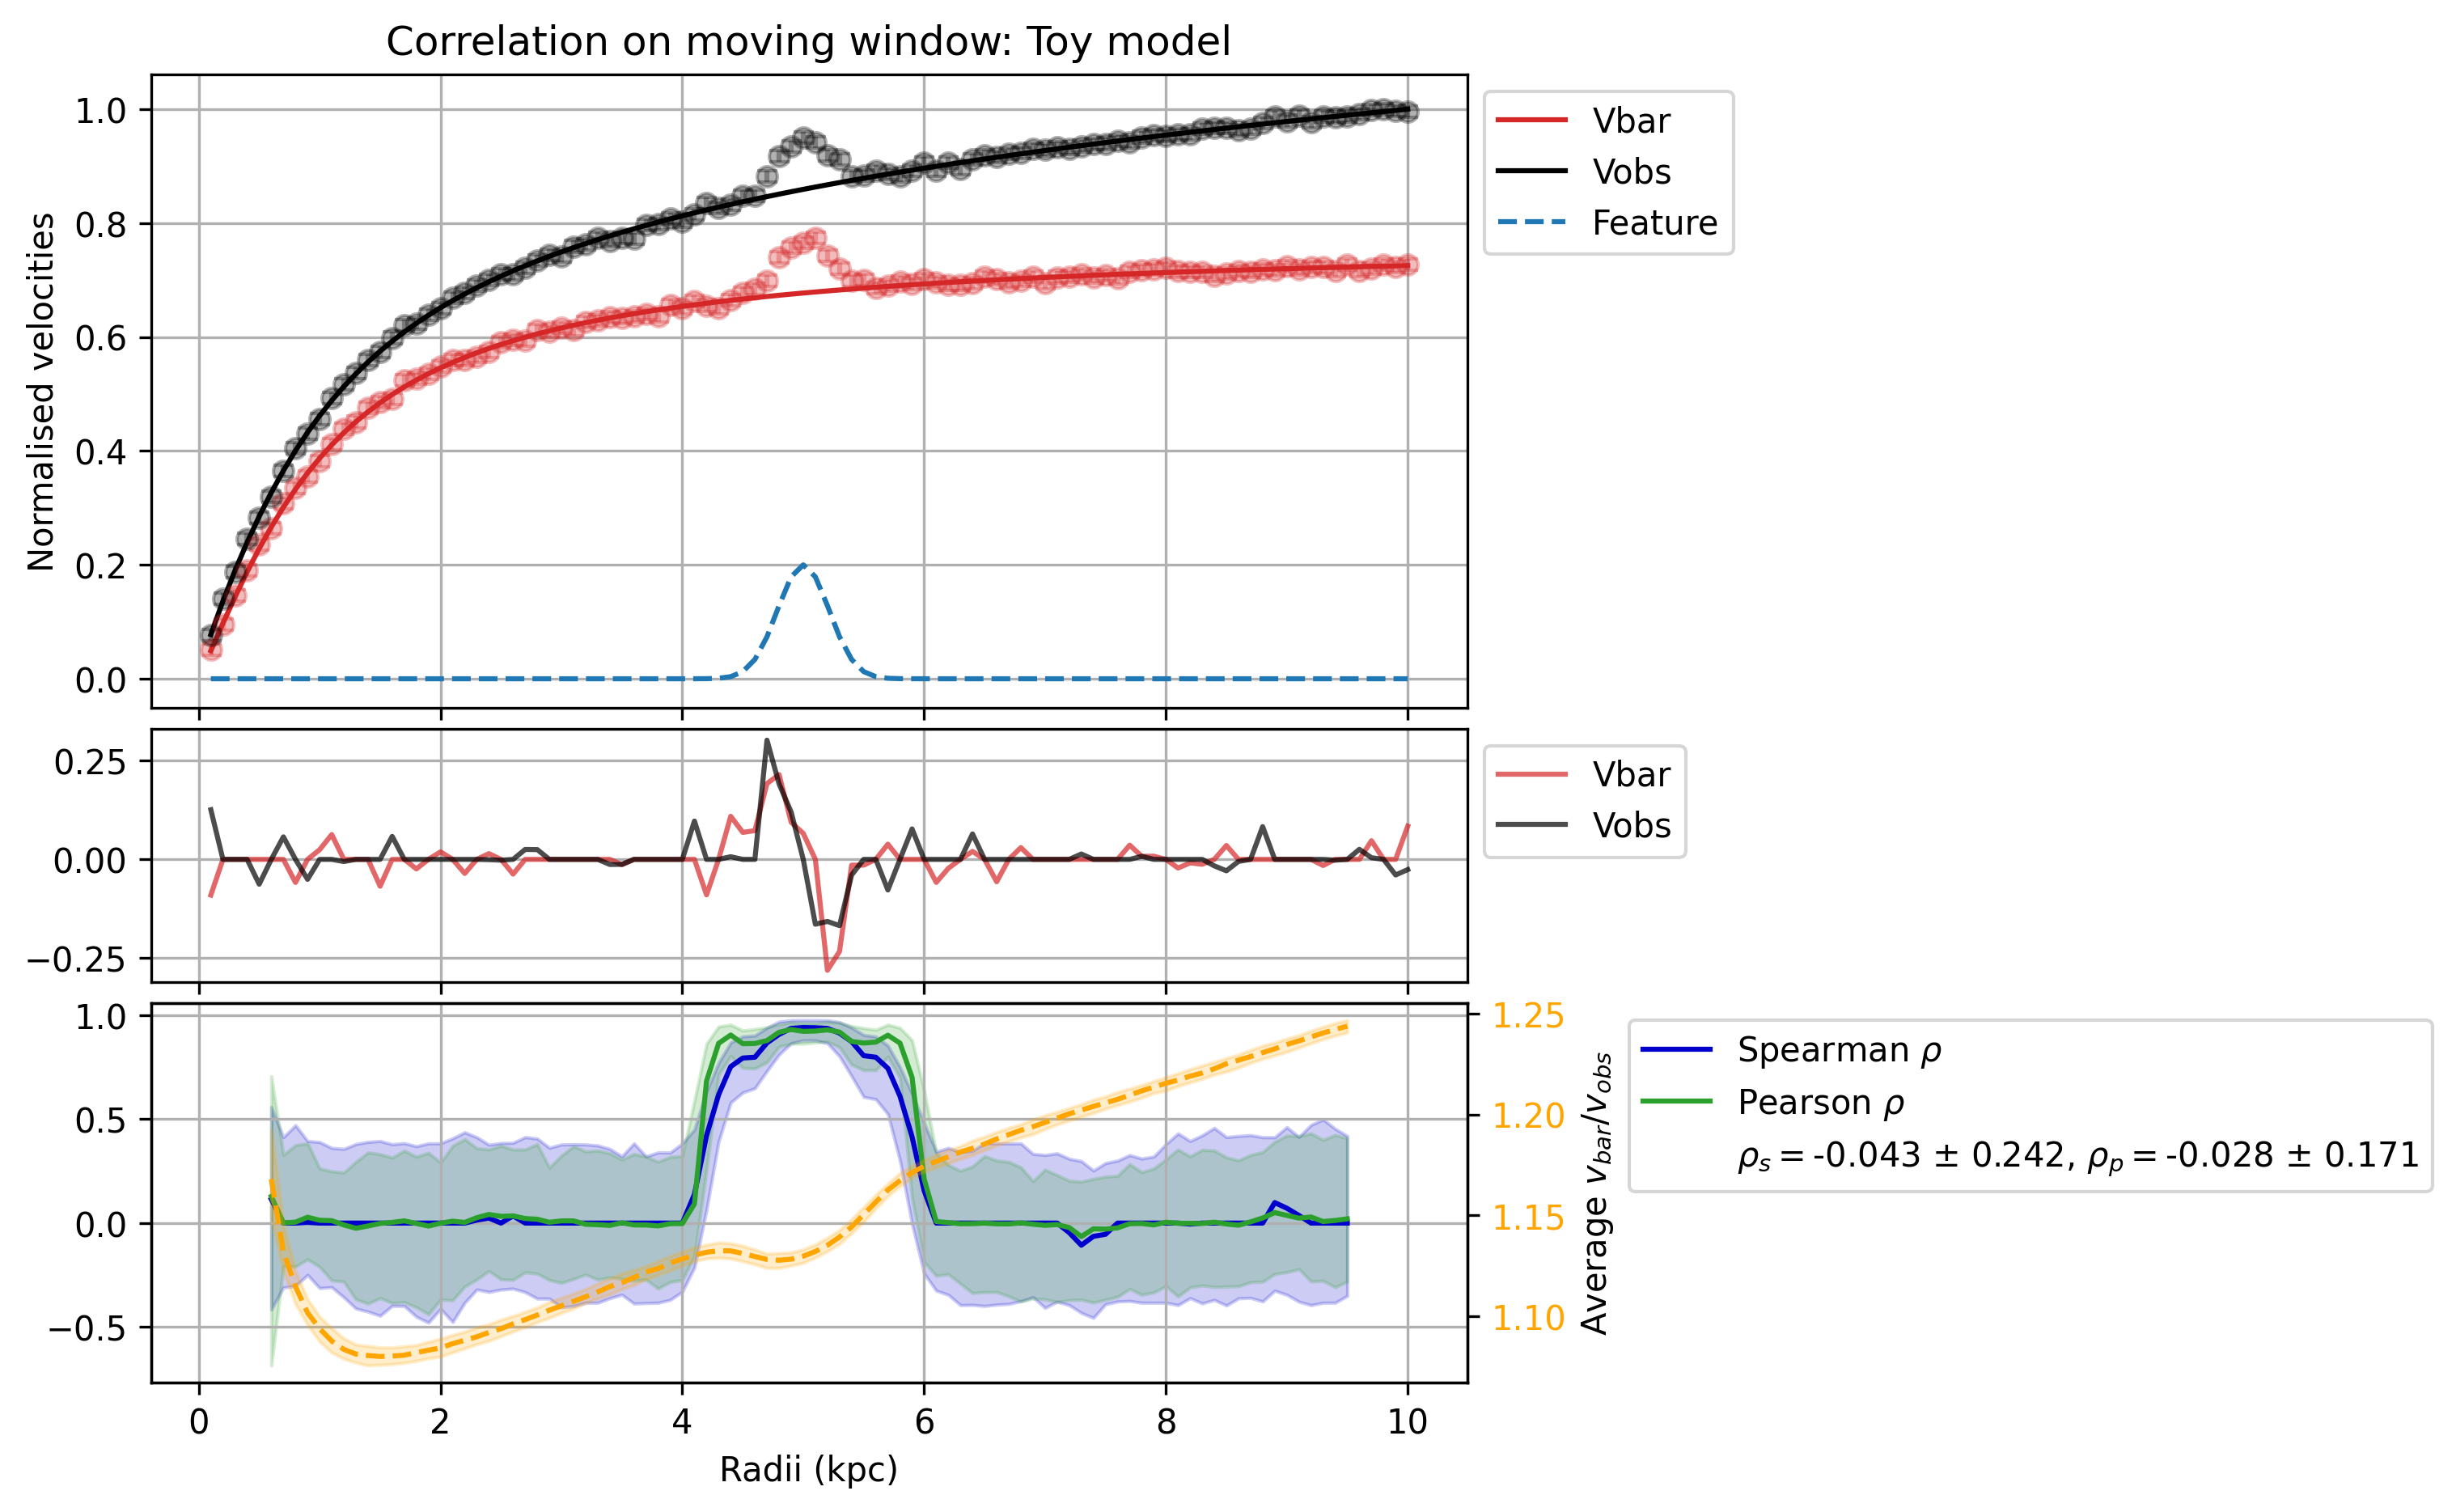 Correlation on moving window: Toy model
Normalised velocities
1.0
0.8
0.6
0.4
0.2
0.0
Vbar
Vobs
Feature
0.25
0.00
−0.25
Vbar
Vobs
1.0
0.5
0.0
−0.5
1.25
1.20
1.15
1.10
Average v_bar/v_obs
Spearman ρ
Pearson ρ
ρ_s = -0.043 ± 0.242, ρ_p = -0.028 ± 0.171
0 2 4 6 8 10
Radii (kpc)